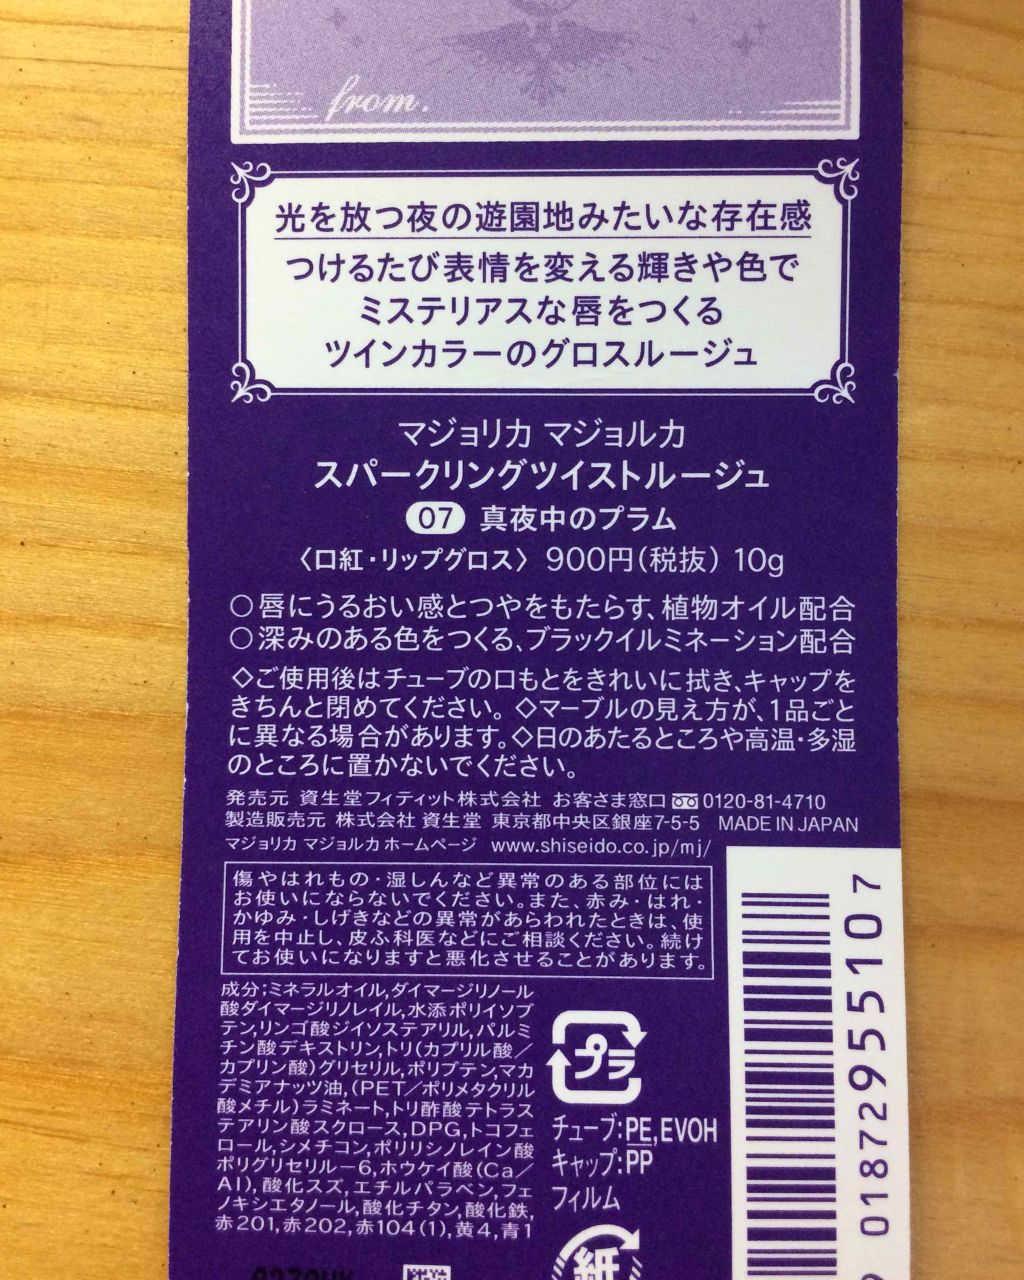 from.
光を放つ夜の遊園地みたいな存在感
つけるたび表情を変える輝きや色で
ミステリアスな唇をつくる
ツインカラーのグロスルージュ
マジョリカ マジョルカ
スパークリングツイストルージュ
07 真夜中のプラム
〈口紅・リップグロス〉 900円(税抜) 10g
○唇にうるおい感とつやをもたらす、植物オイル配合
○深みのある色をつくる、ブラックイルミネーション配合
◇ご使用後はチューブの口もとをきれいに拭き、キャップを
きちんと閉めてください。◇マーブルの見え方が、1品ごと
に異なる場合があります。◇日のあたるところや高温・多湿
のところに置かないでください。
発売元 資生堂フィティット株式会社 お客さま窓口 0120-81-4710
製造販売元 株式会社 資生堂 東京都中央区銀座7-5-5 MADE IN JAPAN
マジョリカ マジョルカ ホームページ www.shiseido.co.jp/mj/
傷やはれもの・湿しんなど異常のある部位には
お使いにならないでください。また、赤み・はれ・
かゆみ・しげきなどの異常があらわれたときは、使
用を中止し、皮ふ科医などにご相談ください。続け
てお使いになりますと悪化させることがあります。
成分:ミネラルオイル,ダイマージリノール
酸ダイマージリノレイル,水添ポリイソブ
テン,リンゴ酸ジイソステアリル,パルミ
チン酸デキストリン,トリ(カプリル酸/
カプリン酸)グリセリル,ポリブテン,マカ
デミアナッツ油,(PET/ポリメタクリル
酸メチル)ラミネート,トリ酢酸テトラス
テアリン酸スクロース,DPG,トコフェ
ロール,シメチコン,ポリリシノレイン酸
ポリグリセリル-6,ホウケイ酸(Ca/
Al),酸化スズ,エチルパラベン,フェ
ノキシエタノール,酸化チタン,酸化鉄,
赤201,赤202,赤104(1),黄4,青1
プラ
チューブ:PE,EVOH
キャップ:PP
フィルム
紙
01872955107